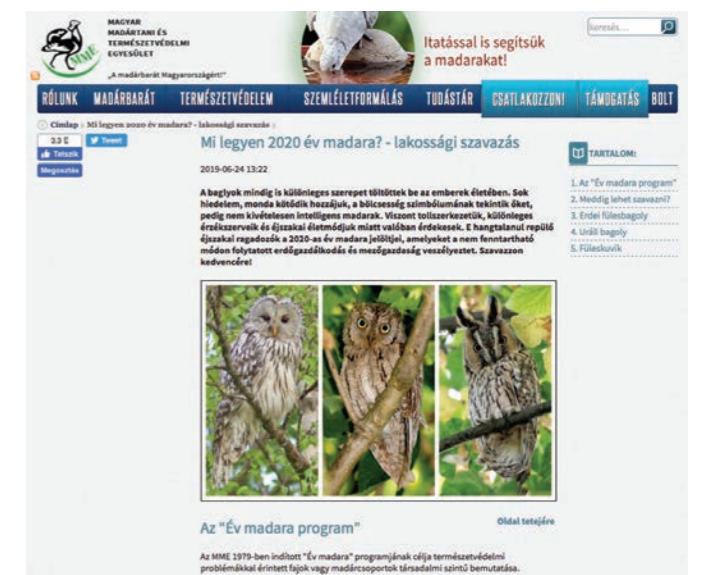 MAGYAR
MADÁRTANI ÉS
TERMÉSZETVÉDELMI
EGYESÜLET
MME
„A madárbarát Magyarországért!"
Itatással is segítsük
a madarakat!
keresés...
RÓLUNK MADÁRBARÁT TERMÉSZETVÉDELEM SZEMLÉLETFORMÁLÁS TUDÁSTÁR CSATLAKOZZON! TÁMOGATÁS BOLT
Címlap › Mi legyen 2020 év madara? - lakossági szavazás ›
3,3 E
Tweet
Tetszik
Megosztás
Mi legyen 2020 év madara? - lakossági szavazás
2019-06-24 13:22
A baglyok mindig is különleges szerepet töltöttek be az emberek életében. Sok
hiedelem, monda kötődik hozzájuk, a bölcsesség szimbólumának tekintik őket,
pedig nem kivételesen intelligens madarak. Viszont tollszerkezetük, különleges
érzékszerveik és éjszakai életmódjuk miatt valóban érdekesek. E hangtalanul repülő
éjszakai ragadozók a 2020-as év madara jelöltjei, amelyeket a nem fenntartható
módon folytatott erdőgazdálkodás és mezőgazdaság veszélyeztet. Szavazzon
kedvencére!
TARTALOM:
1. Az "Év madara program"
2. Meddig lehet szavazni?
3. Erdei fülesbagoly
4. Uráli bagoly
5. Füleskuvik
Oldal tetejére
Az "Év madara program"
Az MME 1979-ben indított "Év madara" programjának célja természetvédelmi
problémákkal érintett fajok vagy madárcsoportok társadalmi szintű bemutatása.